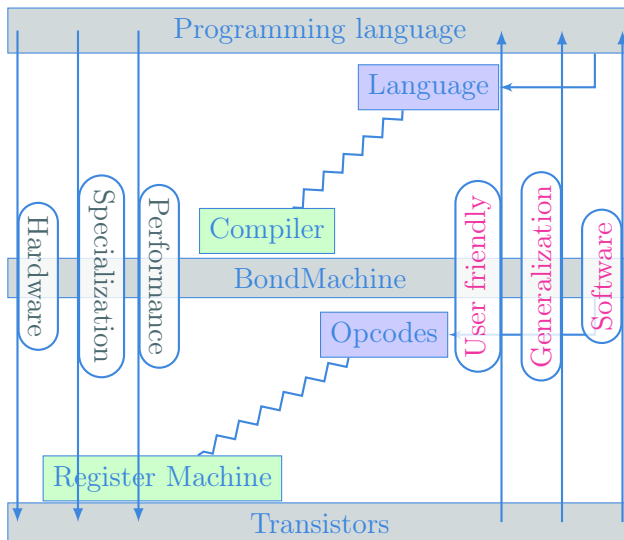 Programming language
Language
Hardware
Specialization
Performance
Compiler
User friendly
Generalization
Software
BondMachine
Opcodes
Register Machine
Transistors